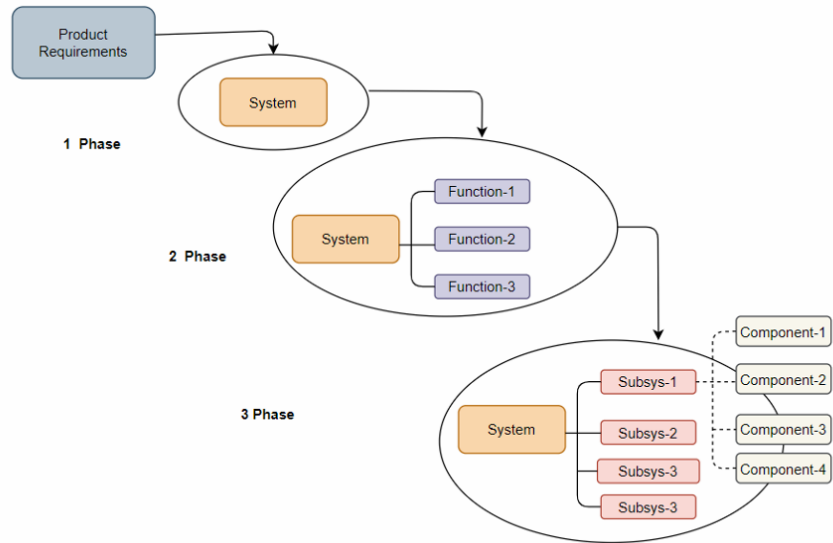 Product
Requirements
System
1 Phase
Function-1
System
Function-2
2 Phase
Function-3
Component-1
Subsys-1
Component-2
3 Phase
System
Subsys-2
Component-3
Subsys-3
Component-4
Subsys-3